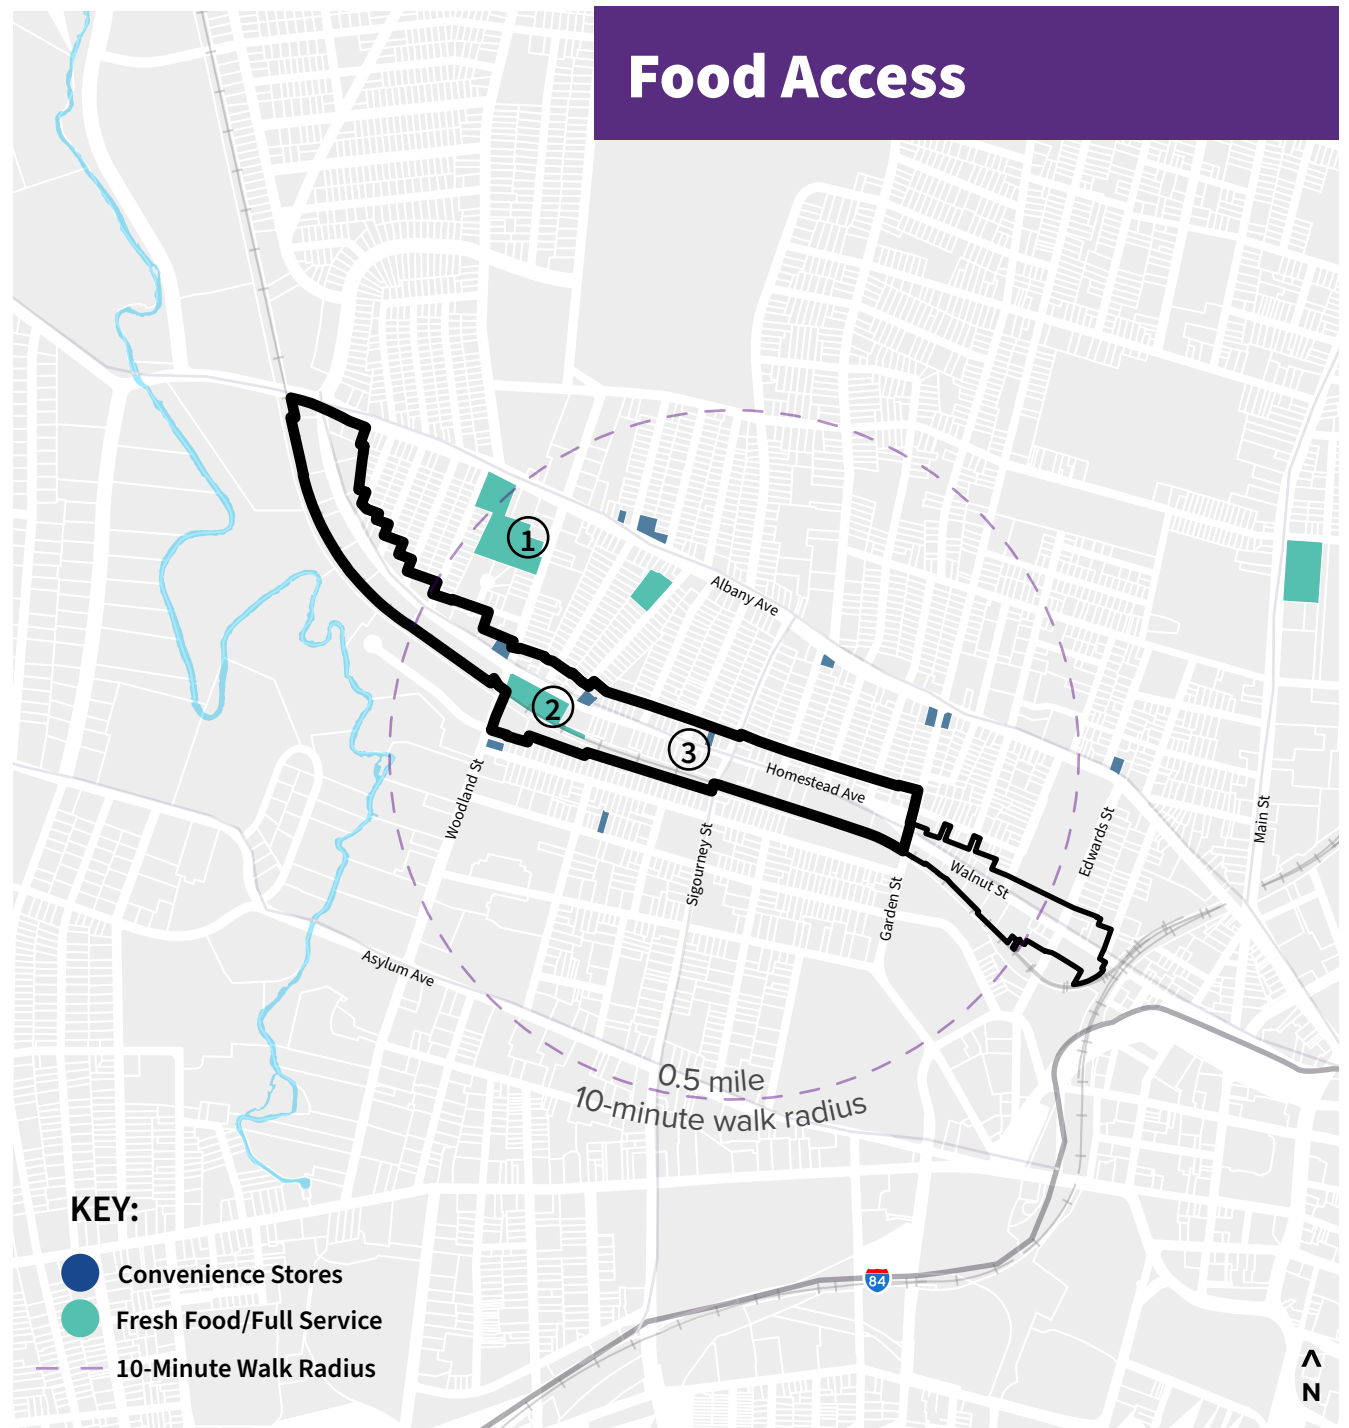 Food Access
1
Albany Ave
2
3
Homestead Ave
Woodland St
Main St
Edwards St
Sigourney St
Walnut St
Garden St
Asylum Ave
0.5 mile
10-minute walk radius
KEY:
Convenience Stores
84
Fresh Food/Full Service
10-Minute Walk Radius
^
N